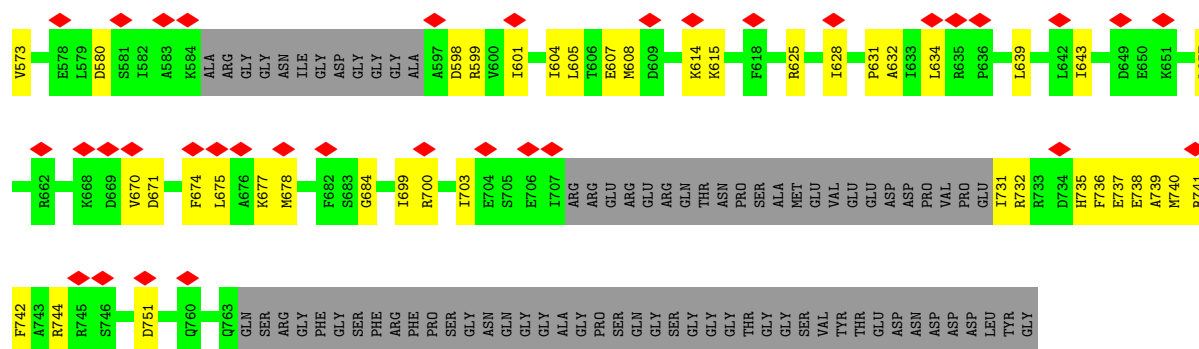 V573 E578 L579 D580 S581 I582 A583 K584 ALA ARG GLY GLY ASN ILE GLY ASP GLY GLY GLY ALA A597 D598 R599 V600 I601 I604 L605 T606 E607 M608 D609 K614 K615 F618 R625 I628 P631 A632 I633 L634 R635 P636 L639 L642 I643 D649 E650 K651
R662 K668 D669 V670 D671 F674 L675 A676 K677 M678 F682 S683 G684 I699 R700 I703 E704 S705 E706 I707 ARG ARG GLU ARG GLU ARG GLN THR ASN PRO SER ALA MET GLU VAL GLU GLU ASP ASP PRO VAL PRO GLU I731 R732 R733 D734 H735 F736 E737 E738 A739 M740 R741
F742 A743 R744 R745 S746 D751 Q760 Q763 GLN SER ARG GLY PHE GLY SER PHE ARG PHE PRO SER GLY ASN GLN GLY GLY ALA GLY PRO SER GLN GLY SER GLY GLY GLY THR GLY GLY SER VAL TYR THR GLU ASP ASN ASP ASP ASP LEU TYR GLY